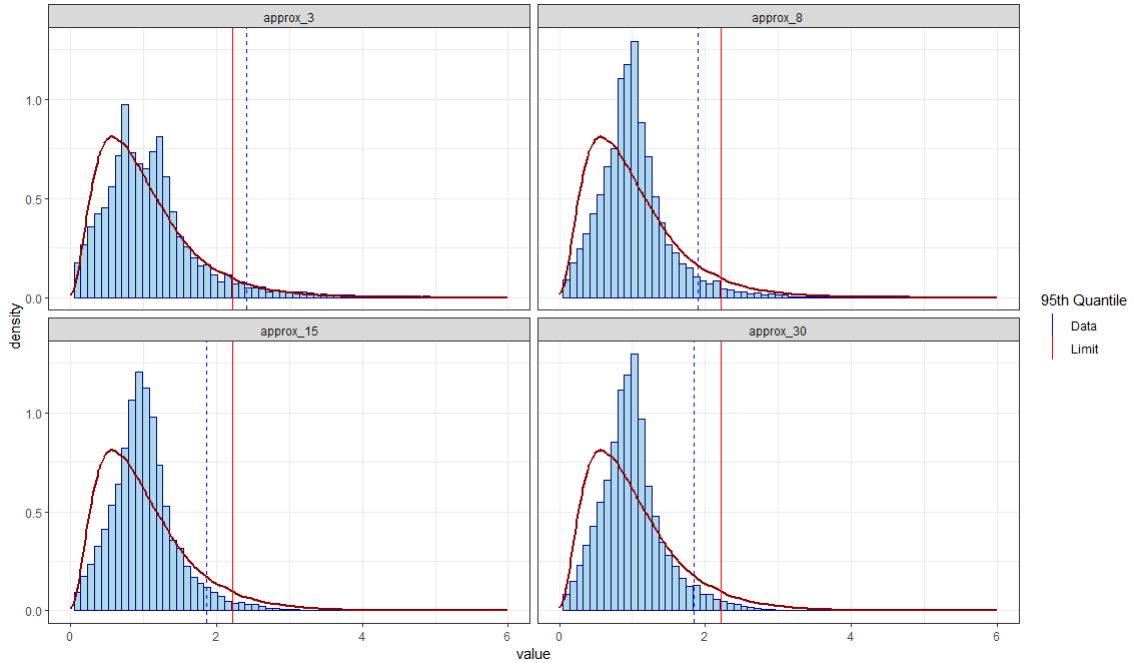 approx_3
approx_8
1.0
0.5
0.0
density
95th Quantile
Data
Limit
approx_15
approx_30
1.0
0.5
0.0
0 2 4 6 0 2 4 6
value